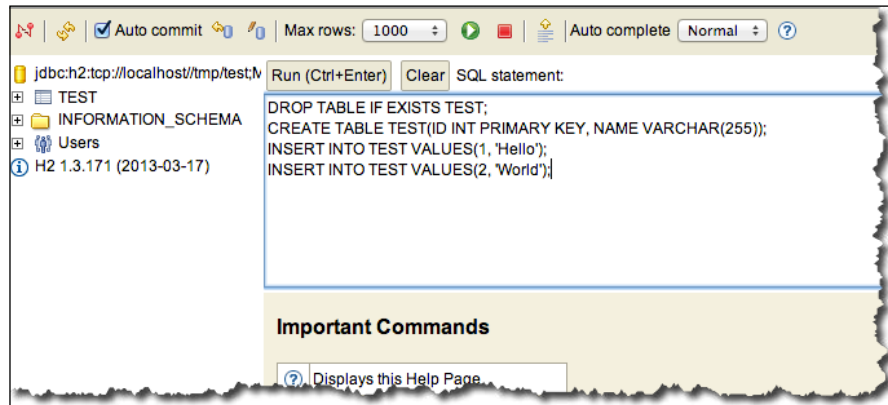 Auto commit Max rows: 1000 Auto complete Normal
jdbc:h2:tcp://localhost//tmp/test;M
TEST
INFORMATION_SCHEMA
Users
H2 1.3.171 (2013-03-17)
Run (Ctrl+Enter) Clear SQL statement:
DROP TABLE IF EXISTS TEST;
CREATE TABLE TEST(ID INT PRIMARY KEY, NAME VARCHAR(255));
INSERT INTO TEST VALUES(1, 'Hello');
INSERT INTO TEST VALUES(2, 'World');
Important Commands
Displays this Help Page